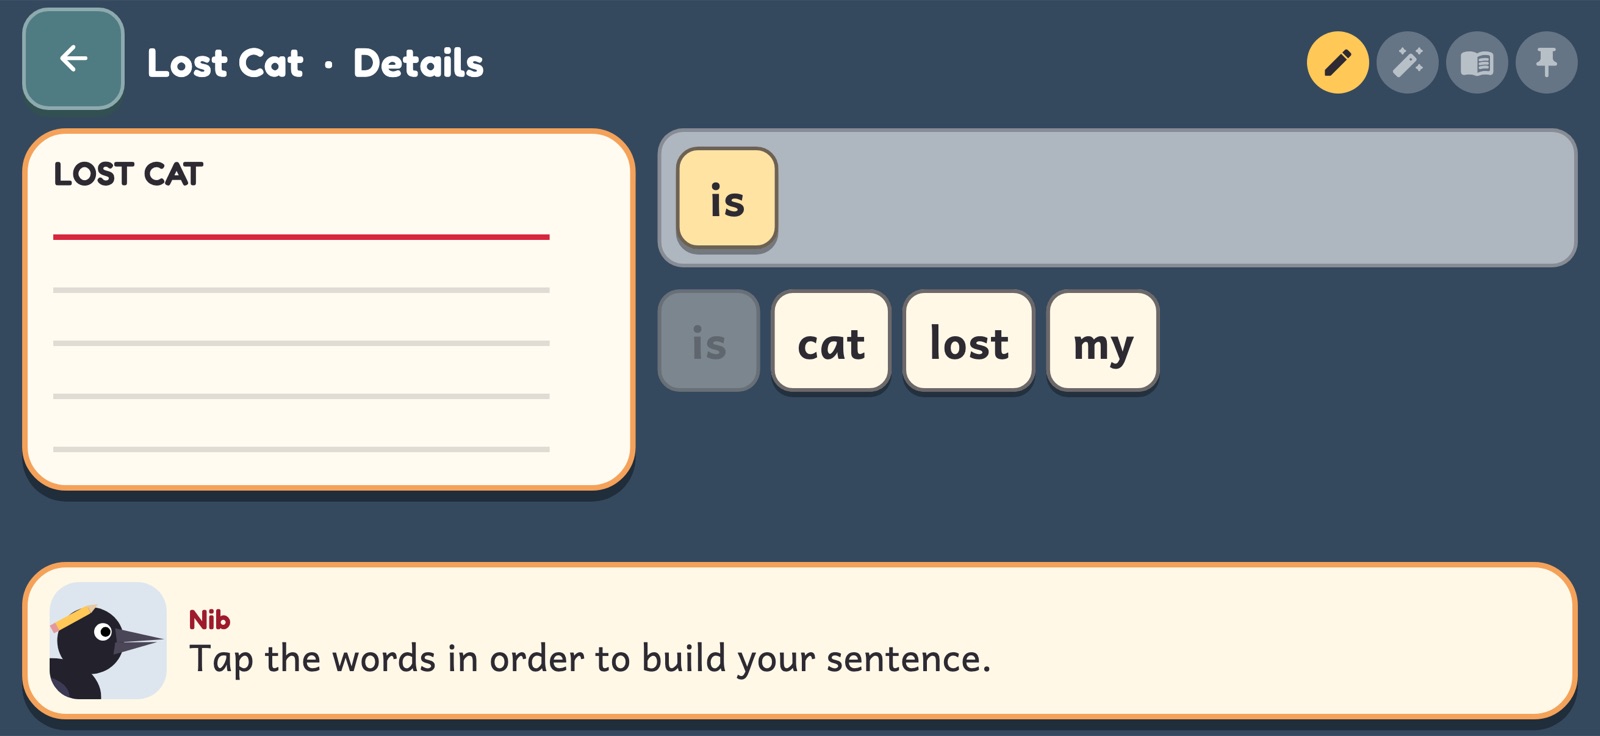 Lost Cat · Details
LOST CAT
is
is cat lost my
Nib
Tap the words in order to build your sentence.